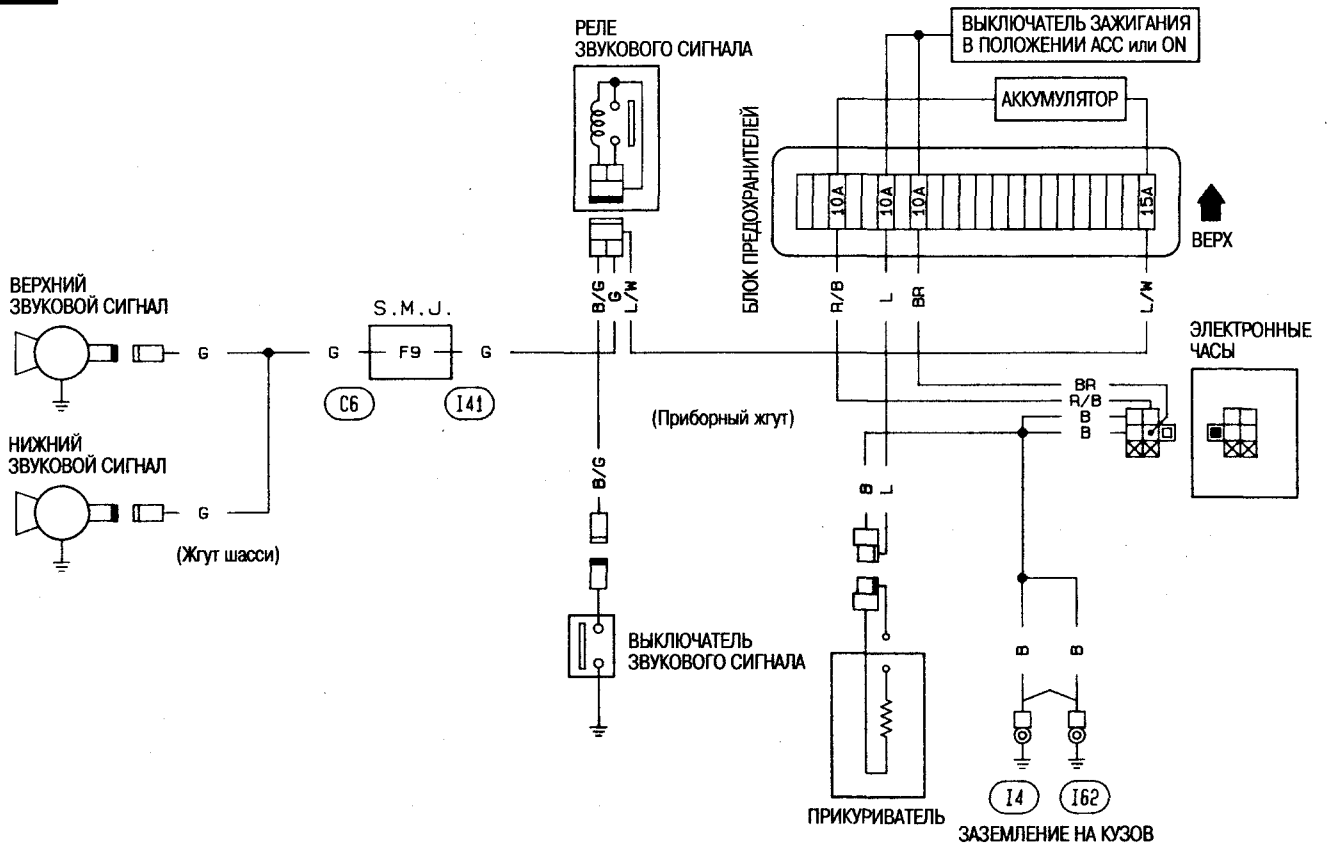 РЕЛЕ
ЗВУКОВОГО СИГНАЛА
ВЫКЛЮЧАТЕЛЬ ЗАЖИГАНИЯ
В ПОЛОЖЕНИИ ACC или ON
АККУМУЛЯТОР
БЛОК ПРЕДОХРАНИТЕЛЕЙ
10A
10A
10A
15A
ВЕРХ
B/G
G
L/W
R/B
L
BR
L/W
ВЕРХНИЙ
ЗВУКОВОЙ СИГНАЛ
S.M.J.
G
G
F9
G
C6
I41
ЭЛЕКТРОННЫЕ
ЧАСЫ
BR
R/B
B
B
(Приборный жгут)
НИЖНИЙ
ЗВУКОВОЙ СИГНАЛ
G
(Жгут шасси)
B/G
B
L
ВЫКЛЮЧАТЕЛЬ
ЗВУКОВОГО СИГНАЛА
B
B
ПРИКУРИВАТЕЛЬ
I4
I62
ЗАЗЕМЛЕНИЕ НА КУЗОВ